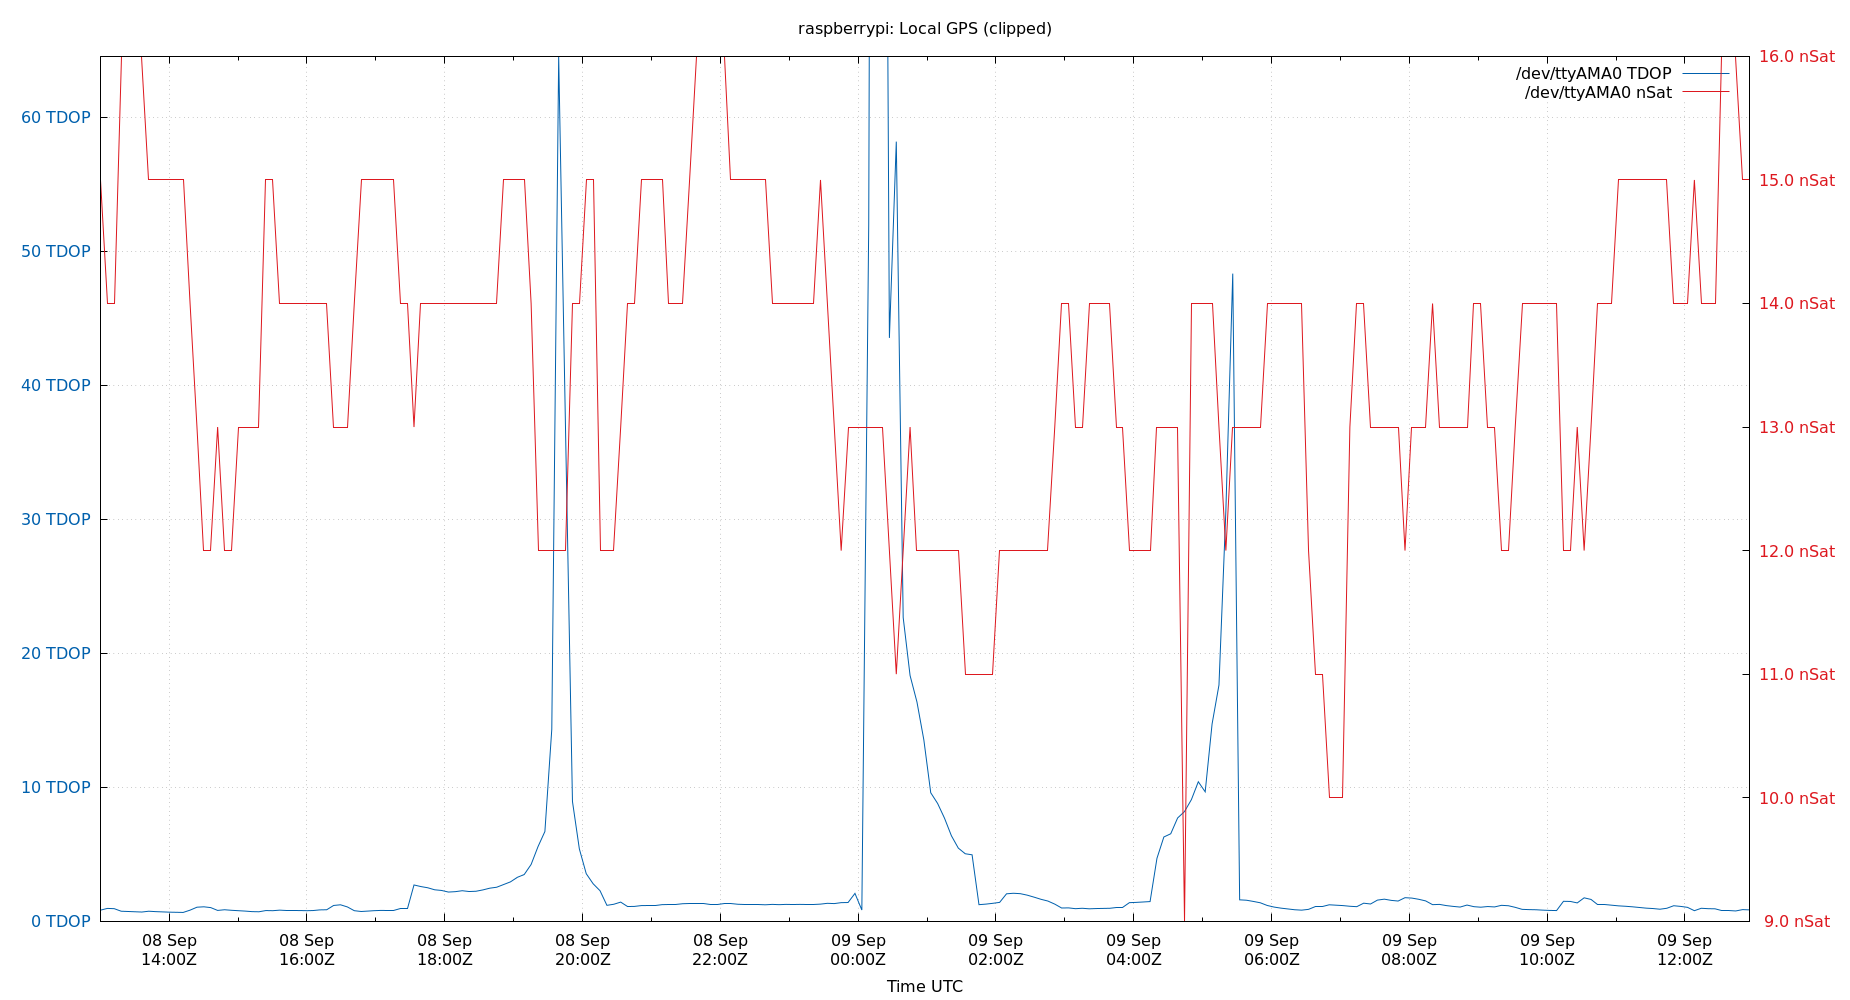 raspberrypi: Local GPS (clipped)
/dev/ttyAMA0 TDOP
/dev/ttyAMA0 nSat
60 TDOP
50 TDOP
40 TDOP
30 TDOP
20 TDOP
10 TDOP
0 TDOP
16.0 nSat
15.0 nSat
14.0 nSat
13.0 nSat
12.0 nSat
11.0 nSat
10.0 nSat
9.0 nSat
08 Sep
14:00Z
08 Sep
16:00Z
08 Sep
18:00Z
08 Sep
20:00Z
08 Sep
22:00Z
09 Sep
00:00Z
09 Sep
02:00Z
09 Sep
04:00Z
09 Sep
06:00Z
09 Sep
08:00Z
09 Sep
10:00Z
09 Sep
12:00Z
Time UTC